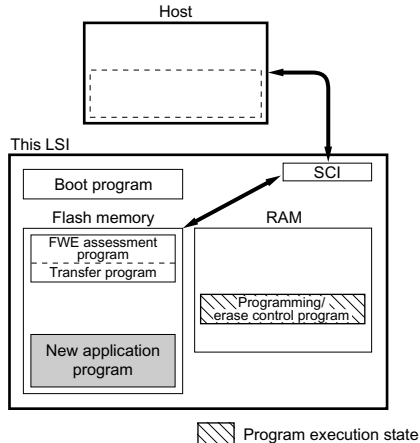 Host
This LSI
SCI
Boot program
Flash memory
RAM
FWE assessment
program
Transfer program
Programming/
erase control program
New application
program
Program execution state